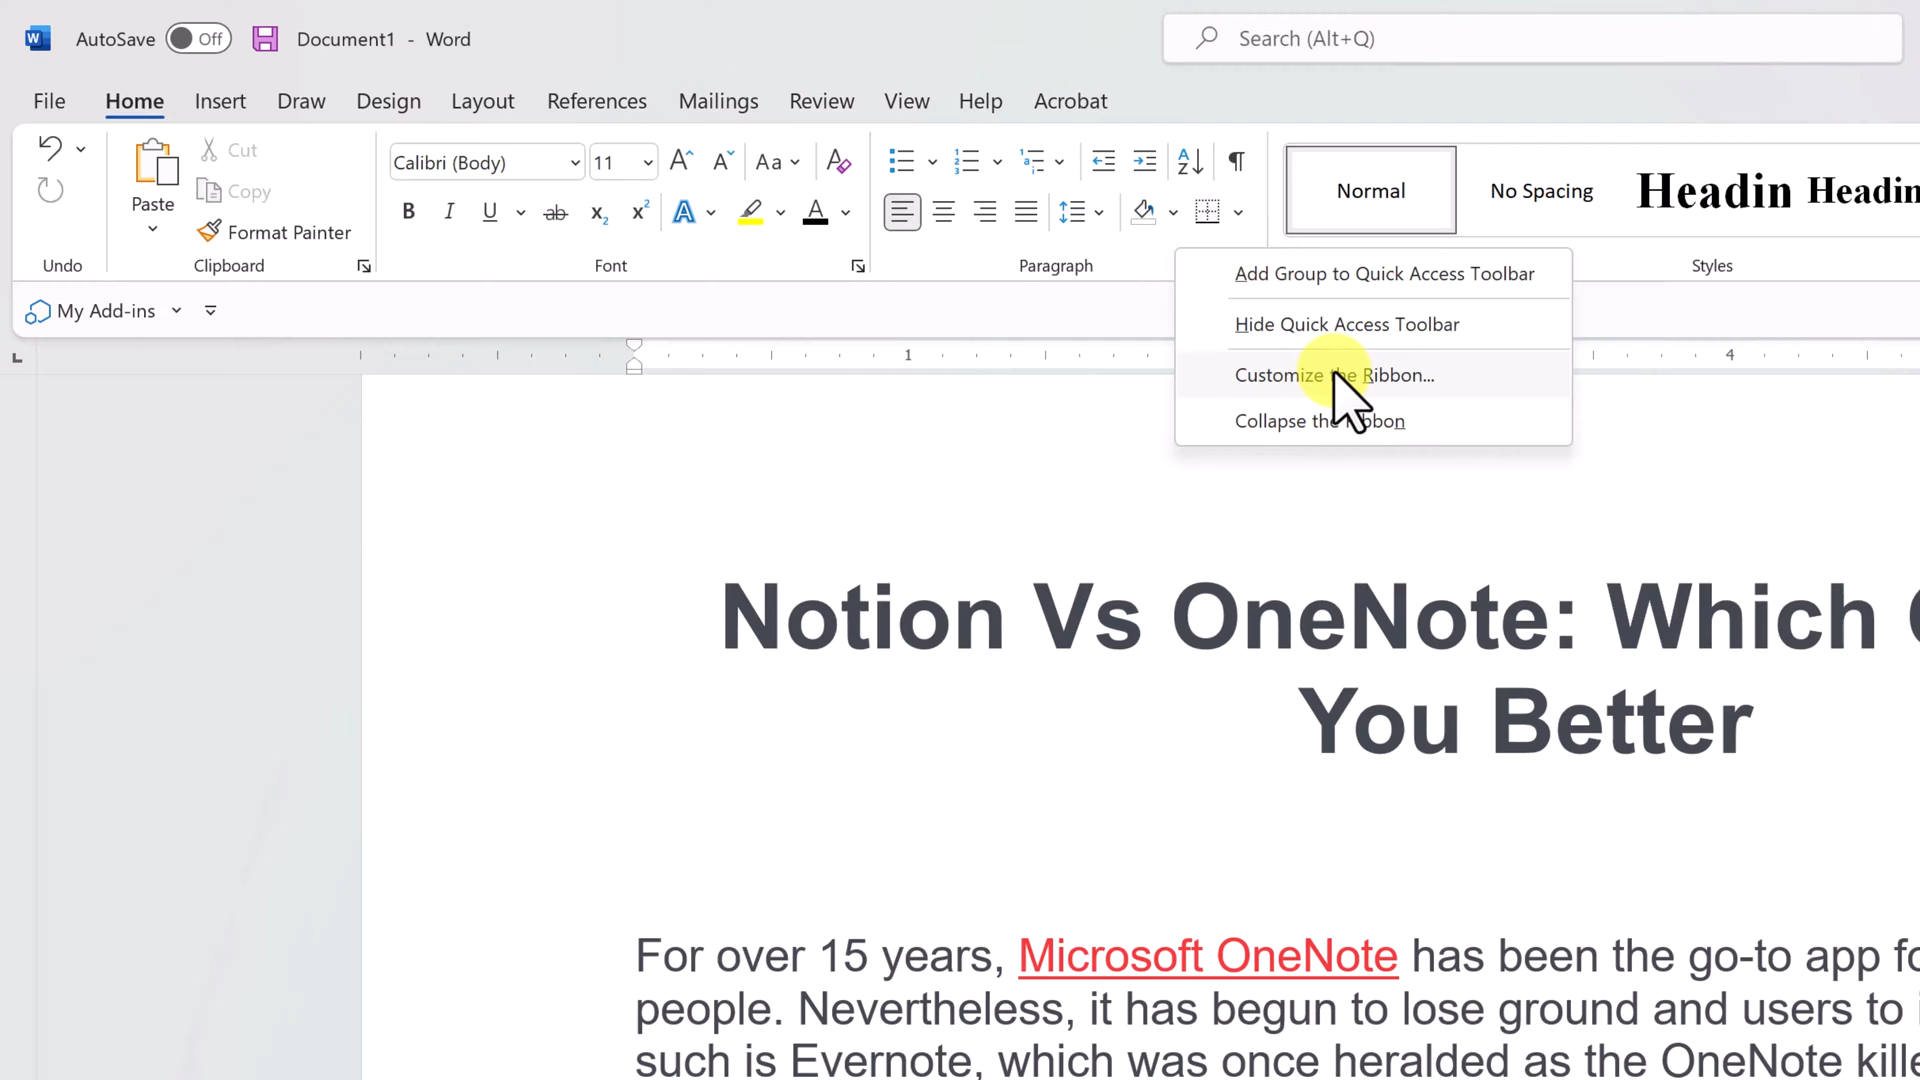 AutoSave Off Document1 - Word Search (Alt+Q)
File Home Insert Draw Design Layout References Mailings Review View Help Acrobat
Paste
Cut
Copy
Format Painter
Calibri (Body) 11
Aa
B I U ab x₂ x² A A
Normal No Spacing Headin Headin
Undo Clipboard Font Paragraph Styles
My Add-ins
Add Group to Quick Access Toolbar
Hide Quick Access Toolbar
Customize the Ribbon...
Collapse the Ribbon
1 4
Notion Vs OneNote: Which
You Better
For over 15 years, Microsoft OneNote has been the go-to app fo
people. Nevertheless, it has begun to lose ground and users to i
such is Evernote, which was once heralded as the OneNote kille